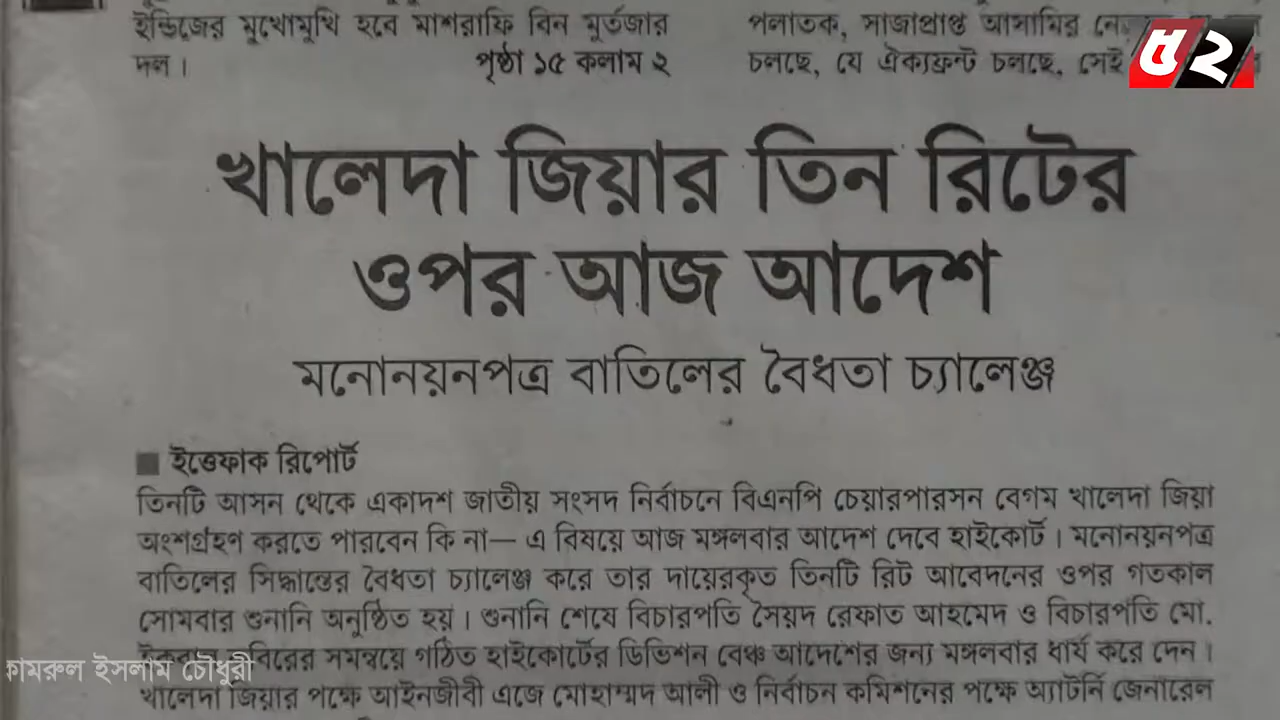 ইন্ডিজের মুখোমুখি হবে মাশরাফি বিন মুর্তজার
দল। পৃষ্ঠা ১৫ কলাম ২
পলাতক, সাজাপ্রাপ্ত আসামির
চলছে, যে ঐক্যফ্রন্ট চলছে, সেই
৫২
খালেদা জিয়ার তিন রিটের
ওপর আজ আদেশ
মনোনয়নপত্র বাতিলের বৈধতা চ্যালেঞ্জ
■ ইত্তেফাক রিপোর্ট
তিনটি আসন থেকে একাদশ জাতীয় সংসদ নির্বাচনে বিএনপি চেয়ারপারসন বেগম খালেদা জিয়া
অংশগ্রহণ করতে পারবেন কি না— এ বিষয়ে আজ মঙ্গলবার আদেশ দেবে হাইকোর্ট। মনোনয়নপত্র
বাতিলের সিদ্ধান্তের বৈধতা চ্যালেঞ্জ করে তার দায়েরকৃত তিনটি রিট আবেদনের ওপর গতকাল
সোমবার শুনানি অনুষ্ঠিত হয়। শুনানি শেষে বিচারপতি সৈয়দ রেফাত আহমেদ ও বিচারপতি মো.
সমন্বয়ে গঠিত হাইকোর্টের ডিভিশন বেঞ্চ আদেশের জন্য মঙ্গলবার ধার্য করে দেন।
কামরুল ইসলাম চৌধুরী
খালেদা জিয়ার পক্ষে আইনজীবী এজে মোহাম্মদ আলী ও নির্বাচন কমিশনের পক্ষে অ্যাটর্নি জেনারেল